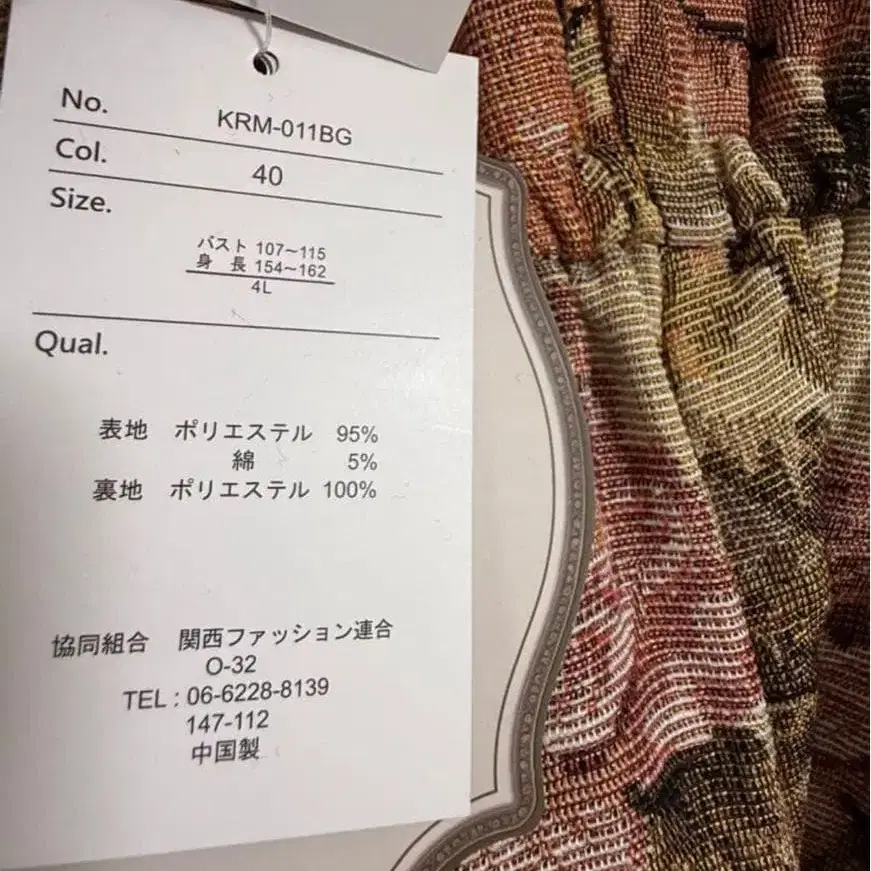 No. KRM-011BG
Col. 40
Size.
バスト 107~115
身 長 154~162
4L
Qual.
表地 ポリエステル 95%
綿 5%
裏地 ポリエステル 100%
協同組合 関西ファッション連合
O-32
TEL : 06-6228-8139
147-112
中国製